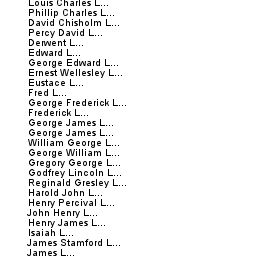 Louis Charles L...
Phillip Charles L...
David Chisholm L...
Percy David L...
Derwent L...
Edward L...
George Edward L...
Ernest Wellesley L...
Eustace L...
Fred L...
George Frederick L...
Frederick L...
George James L...
George James L...
William George L...
George William L...
Gregory George L...
Godfrey Lincoln L...
Reginald Gresley L...
Harold John L...
Henry Percival L...
John Henry L...
Henry James L...
Isaiah L...
James Stamford L...
James L...